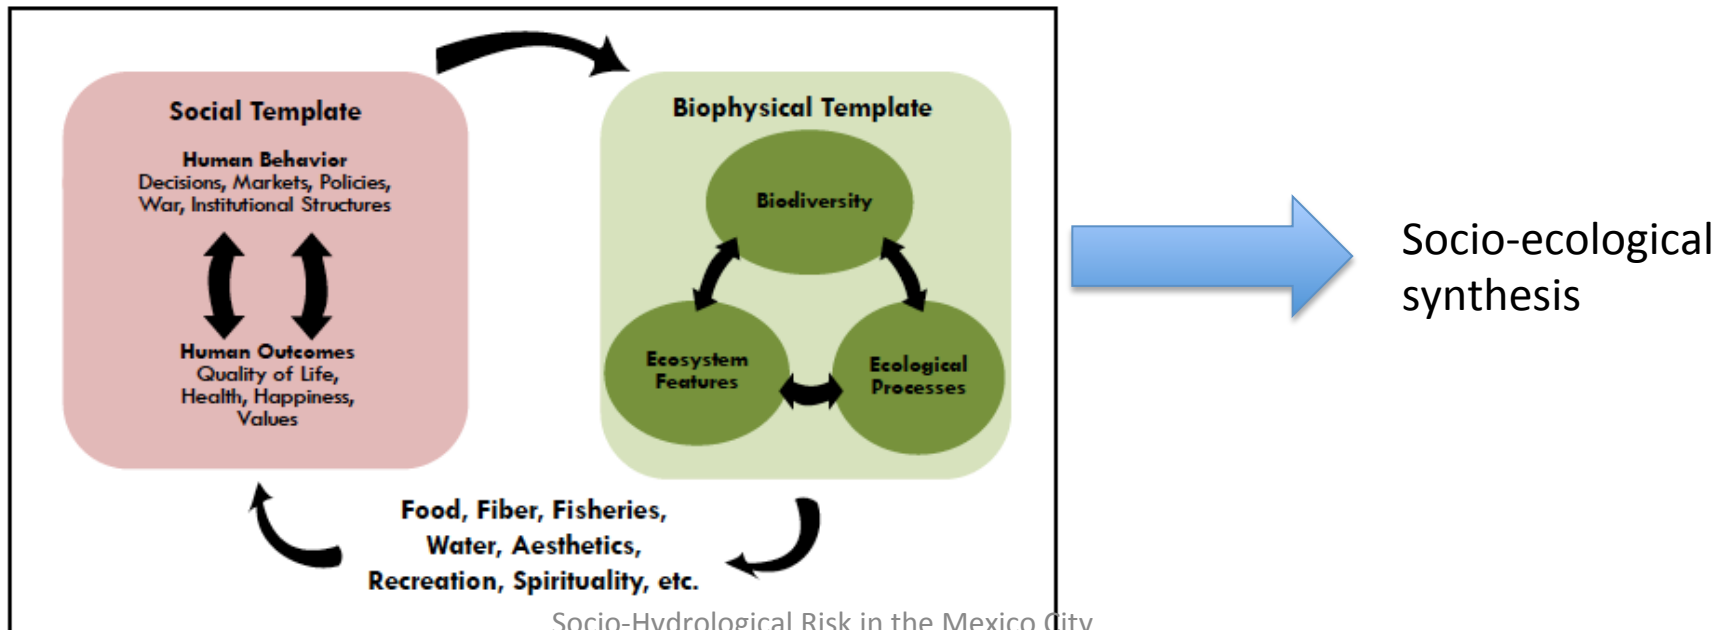 Social Template
Human Behavior
Decisions, Markets, Policies,
War, Institutional Structures
Human Outcomes
Quality of Life,
Health, Happiness,
Values
Biophysical Template
Biodiversity
Ecosystem
Features
Ecological
Processes
Food, Fiber, Fisheries,
Water, Aesthetics,
Recreation, Spirituality, etc.
Socio-ecological
synthesis
Socio-Hydrological Risk in the Mexico City